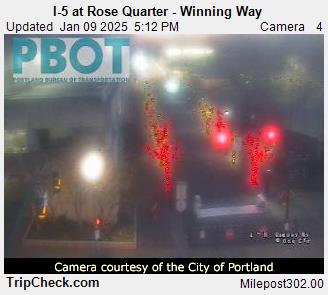 I-5 at Rose Quarter - Winning Way
Updated Jan 09 2025 5:12 PM Camera 4
PBOT
PORTLAND BUREAU OF TRANSPORTATION
Camera courtesy of the City of Portland
TripCheck.com Milepost302.00